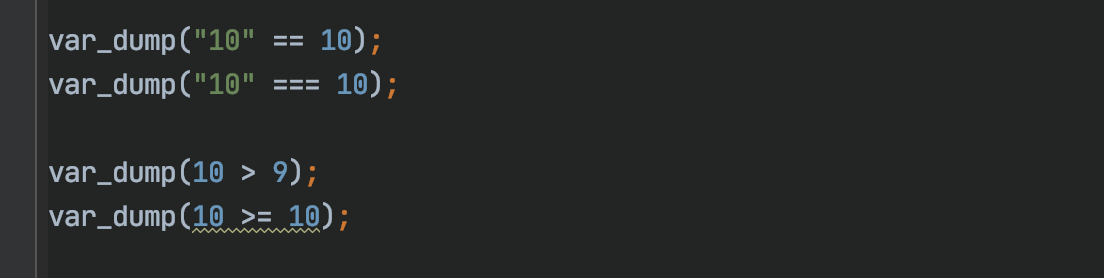 var_dump("10" == 10);
var_dump("10" === 10);
var_dump(10 > 9);
var_dump(10 >= 10);